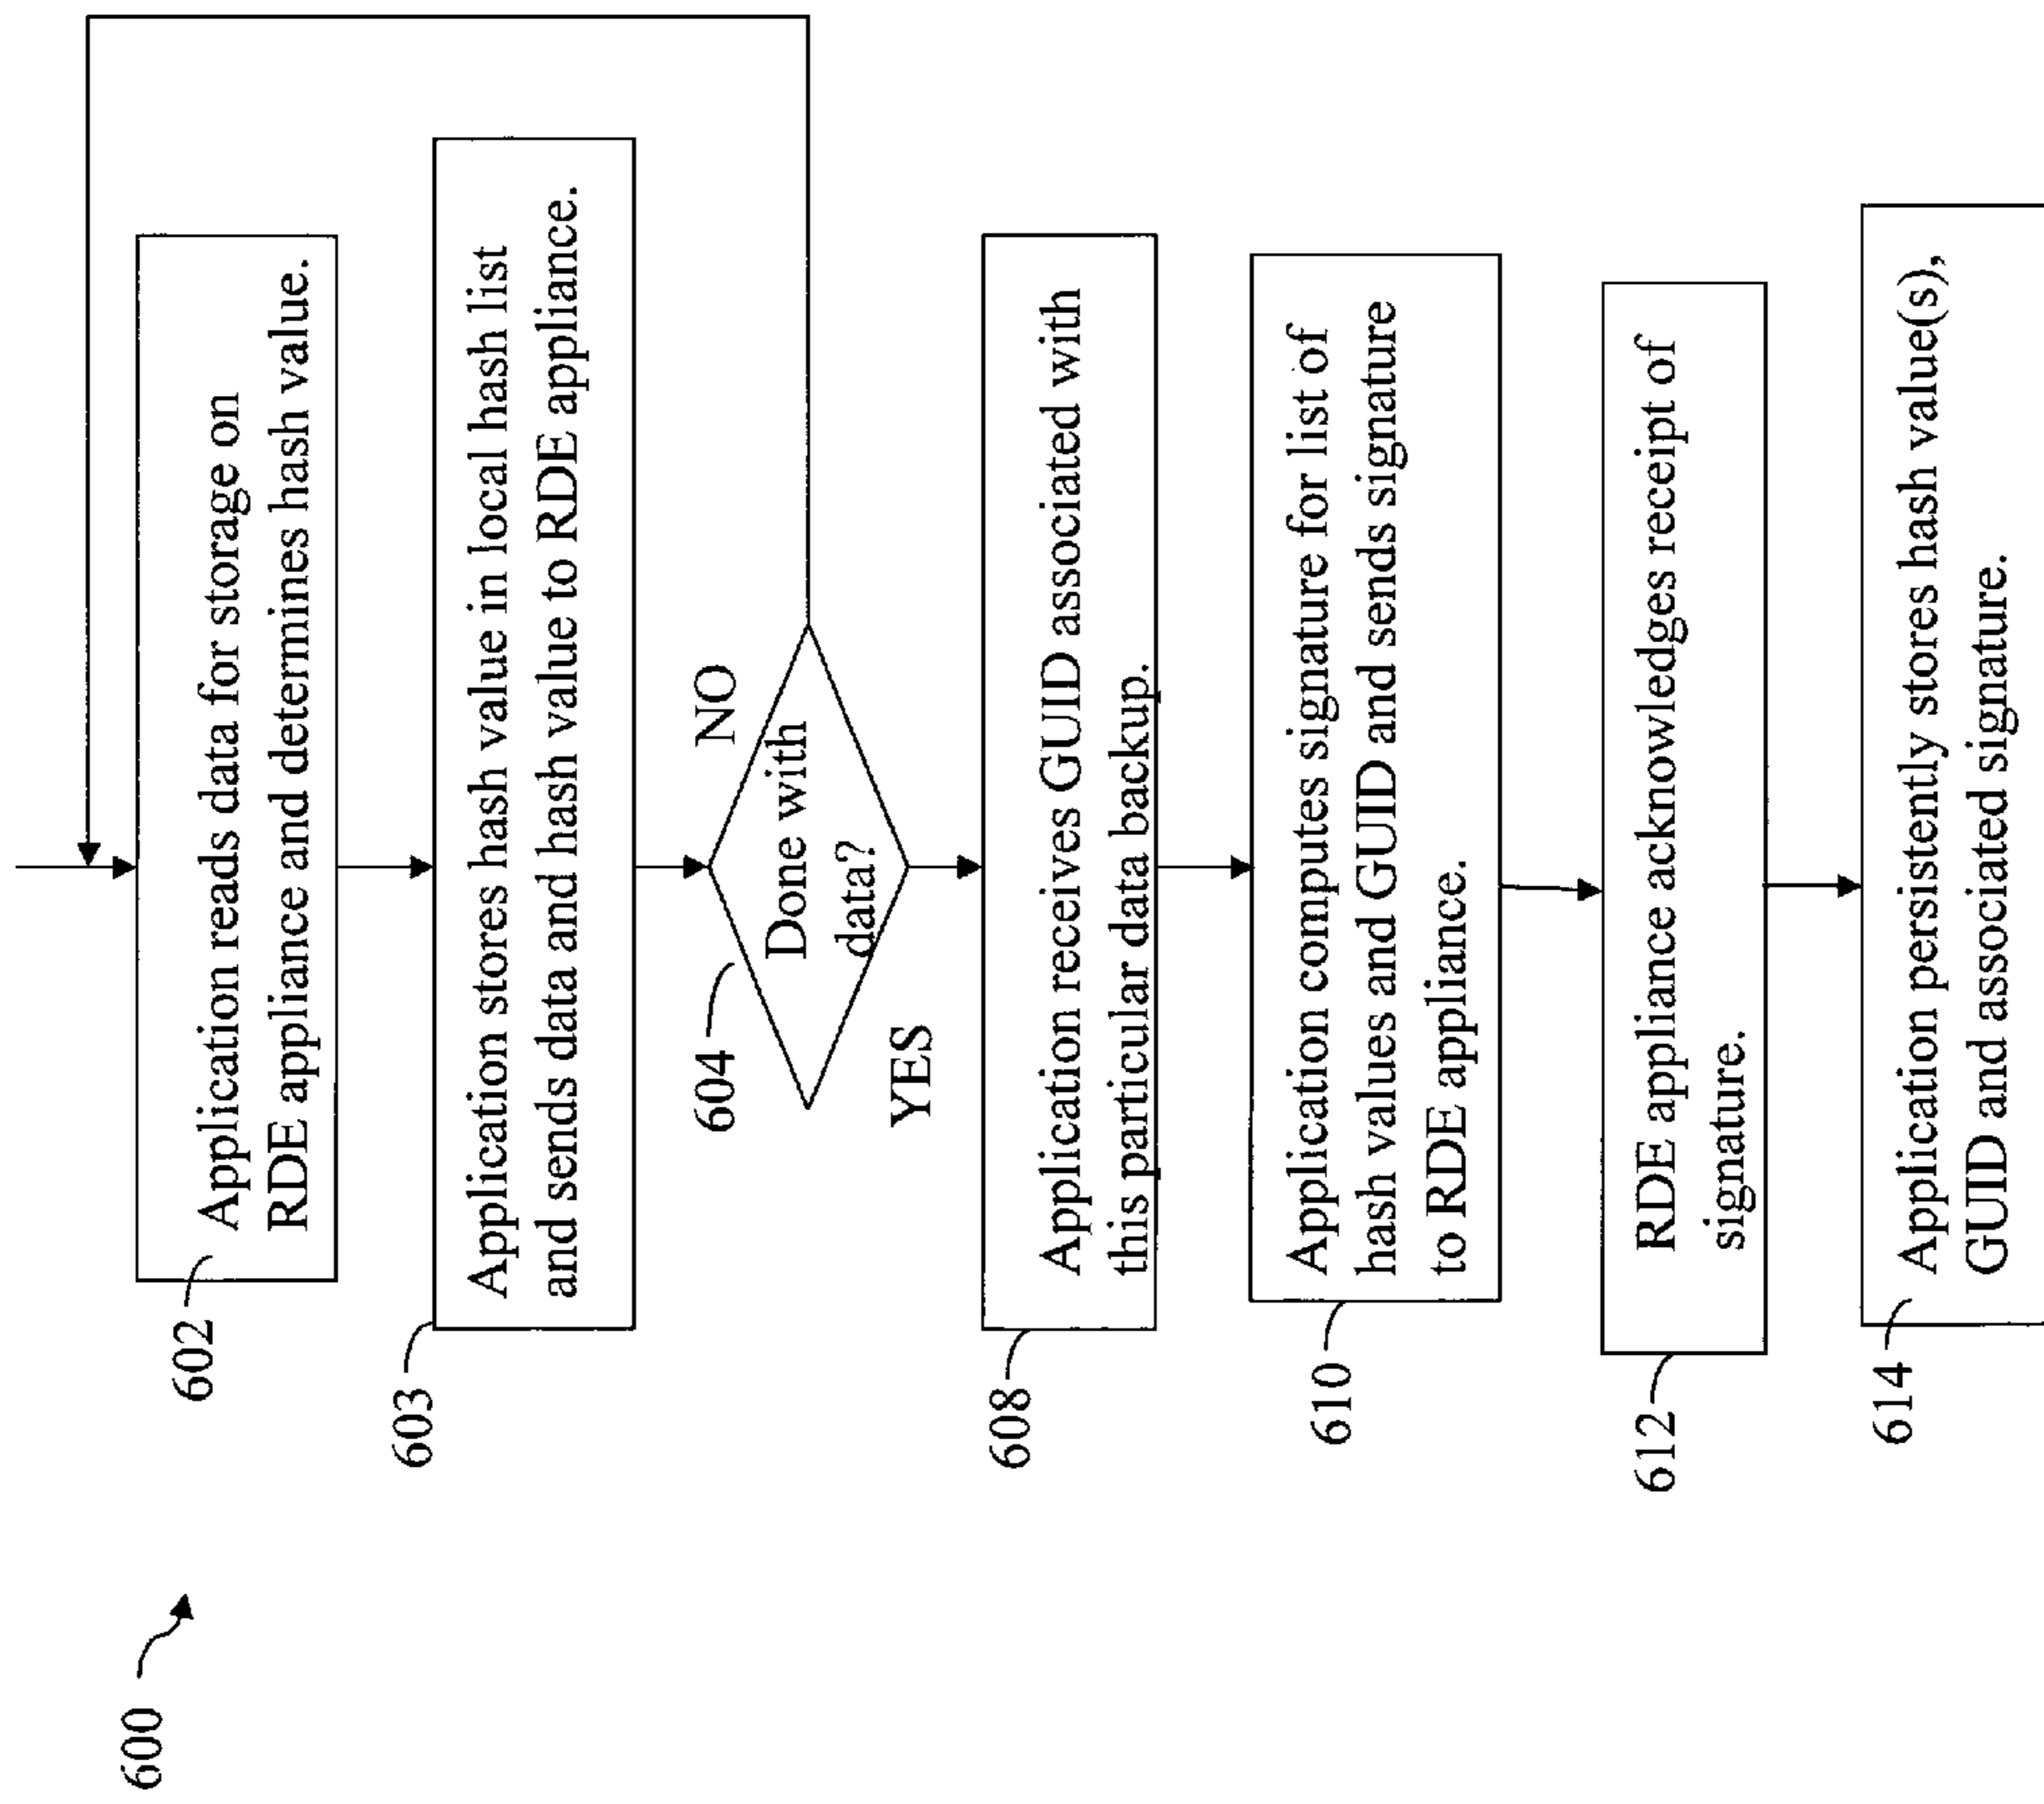 600
602
Application reads data for storage on
RDE appliance and determines hash value.
603
Application stores hash value in local hash list
and sends data and hash value to RDE appliance.
604
Done with
data?
NO
YES
608
Application receives GUID associated with
this particular data backup.
610
Application computes signature for list of
hash values and GUID and sends signature
to RDE appliance.
612
RDE appliance acknowledges receipt of
signature.
614
Application persistently stores hash value(s),
GUID and associated signature.